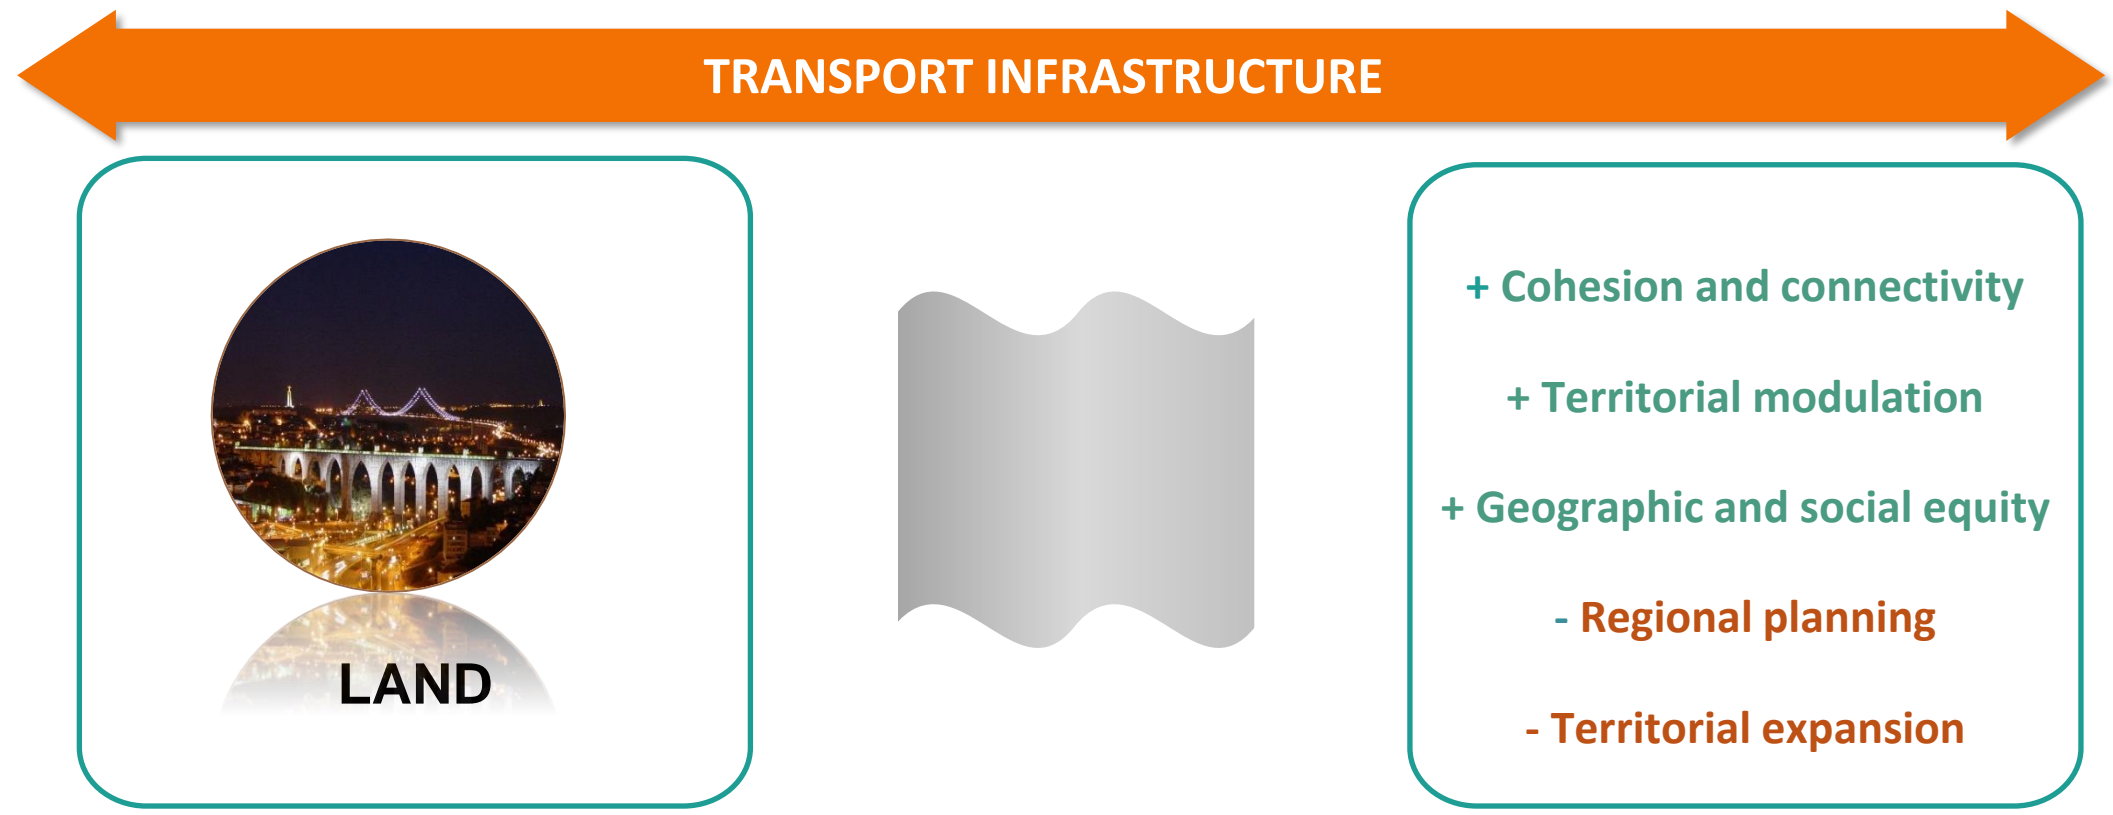 TRANSPORT INFRASTRUCTURE
LAND
+ Cohesion and connectivity
+ Territorial modulation
+ Geographic and social equity
- Regional planning
- Territorial expansion